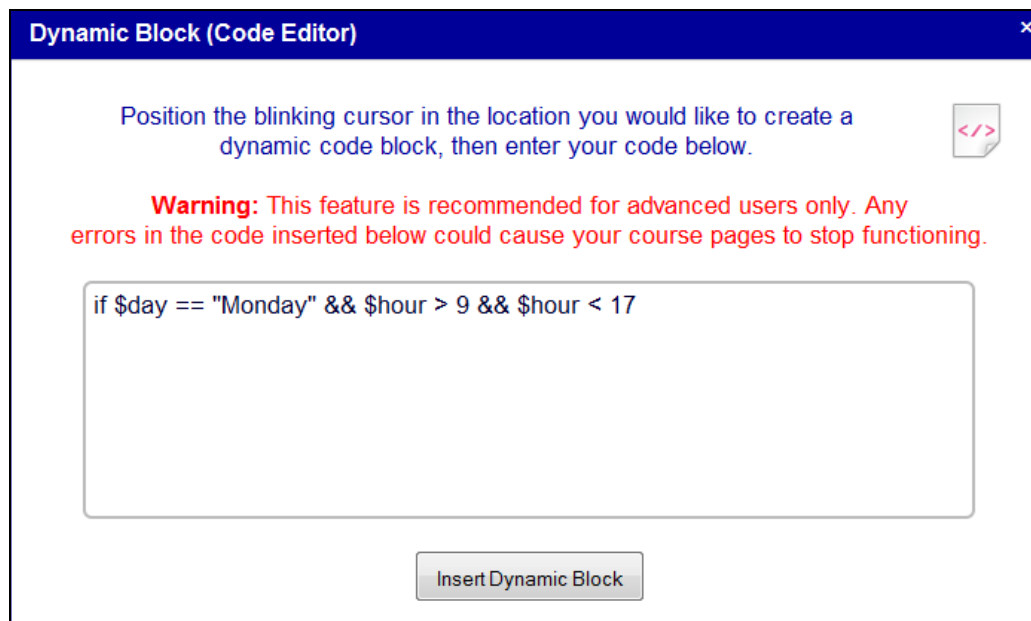 Dynamic Block (Code Editor)
×
Position the blinking cursor in the location you would like to create a
dynamic code block, then enter your code below.
</>
Warning: This feature is recommended for advanced users only. Any
errors in the code inserted below could cause your course pages to stop functioning.
if $day == "Monday" && $hour > 9 && $hour < 17
Insert Dynamic Block